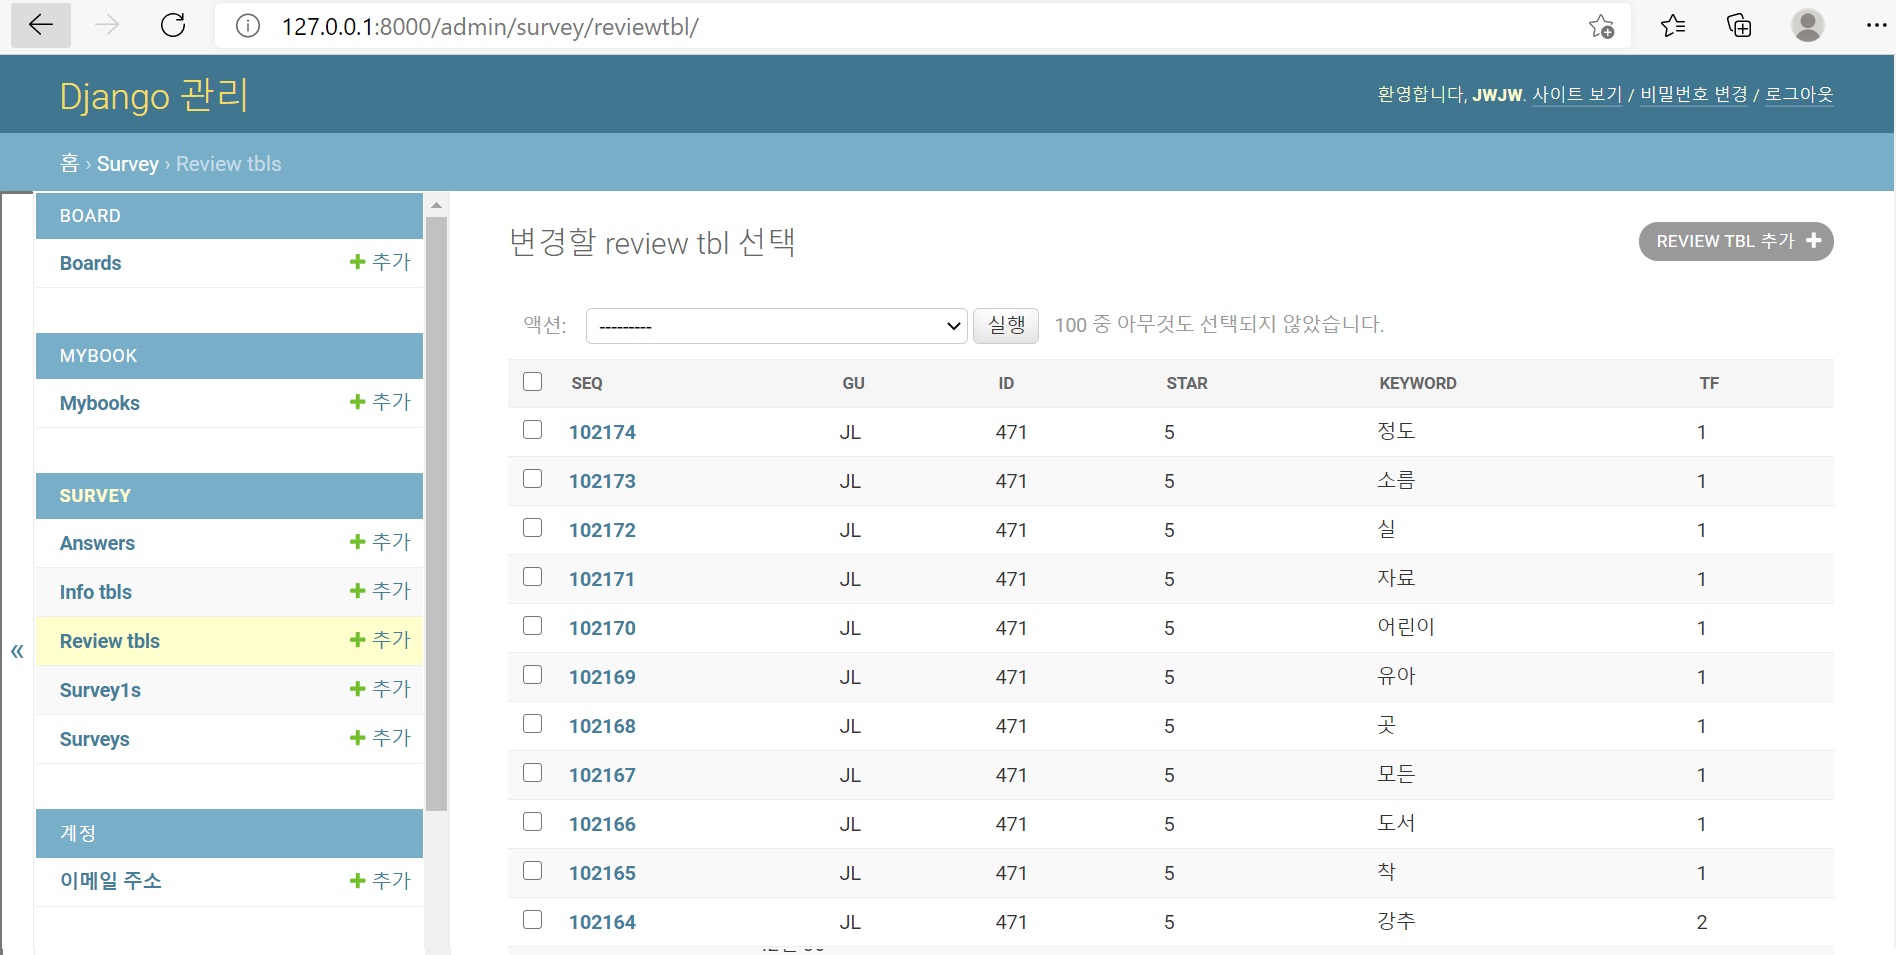 127.0.0.1:8000/admin/survey/reviewtbl/
Django 관리
환영합니다, JWJW. 사이트 보기 / 비밀번호 변경 / 로그아웃
홈 › Survey › Review tbls
BOARD
Boards + 추가
MYBOOK
Mybooks + 추가
SURVEY
Answers + 추가
Info tbls + 추가
Review tbls + 추가
Survey1s + 추가
Surveys + 추가
계정
이메일 주소 + 추가
«
변경할 review tbl 선택
REVIEW TBL 추가 +
액션: --------- 실행 100 중 아무것도 선택되지 않았습니다.
SEQ GU ID STAR KEYWORD TF
102174 JL 471 5 정도 1
102173 JL 471 5 소름 1
102172 JL 471 5 실 1
102171 JL 471 5 자료 1
102170 JL 471 5 어린이 1
102169 JL 471 5 유아 1
102168 JL 471 5 곳 1
102167 JL 471 5 모든 1
102166 JL 471 5 도서 1
102165 JL 471 5 착 1
102164 JL 471 5 강추 2